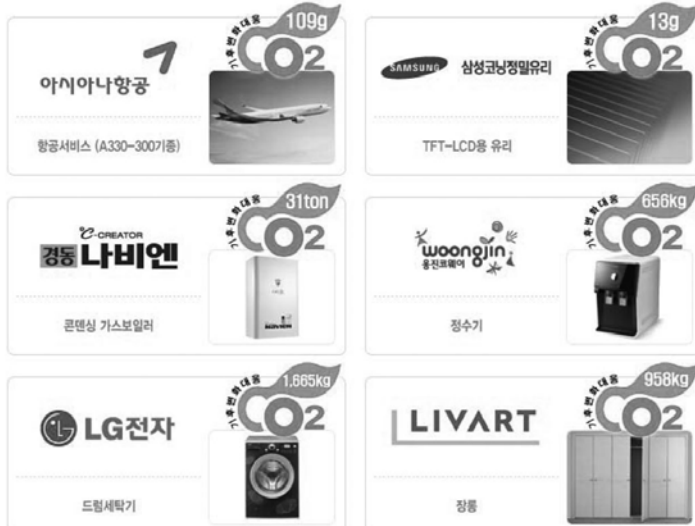 109g
기후변화대응
CO2
아시아나항공
항공서비스 (A330-300기종)
13g
기후변화대응
CO2
SAMSUNG 삼성코닝정밀유리
TFT-LCD용 유리
31ton
기후변화대응
CO2
℃-CREATOR
경동 나비엔
콘덴싱 가스보일러
656kg
기후변화대응
CO2
woongjin
웅진코웨이
정수기
1,665kg
기후변화대응
CO2
LG전자
드럼세탁기
958kg
기후변화대응
CO2
LIVART
장롱